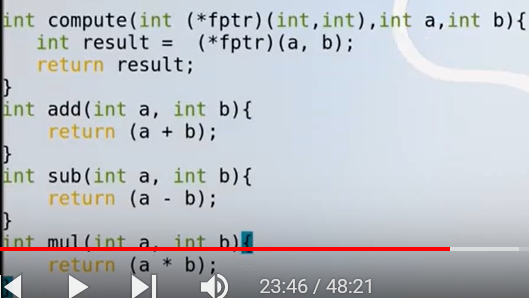 int compute(int (*fptr)(int,int),int a,int b){
   int result =  (*fptr)(a, b);
   return result;
}
int add(int a, int b){
    return (a + b);
}
int sub(int a, int b){
    return (a - b);
}
int mul(int a, int b){
    return (a * b);
23:46 / 48:21